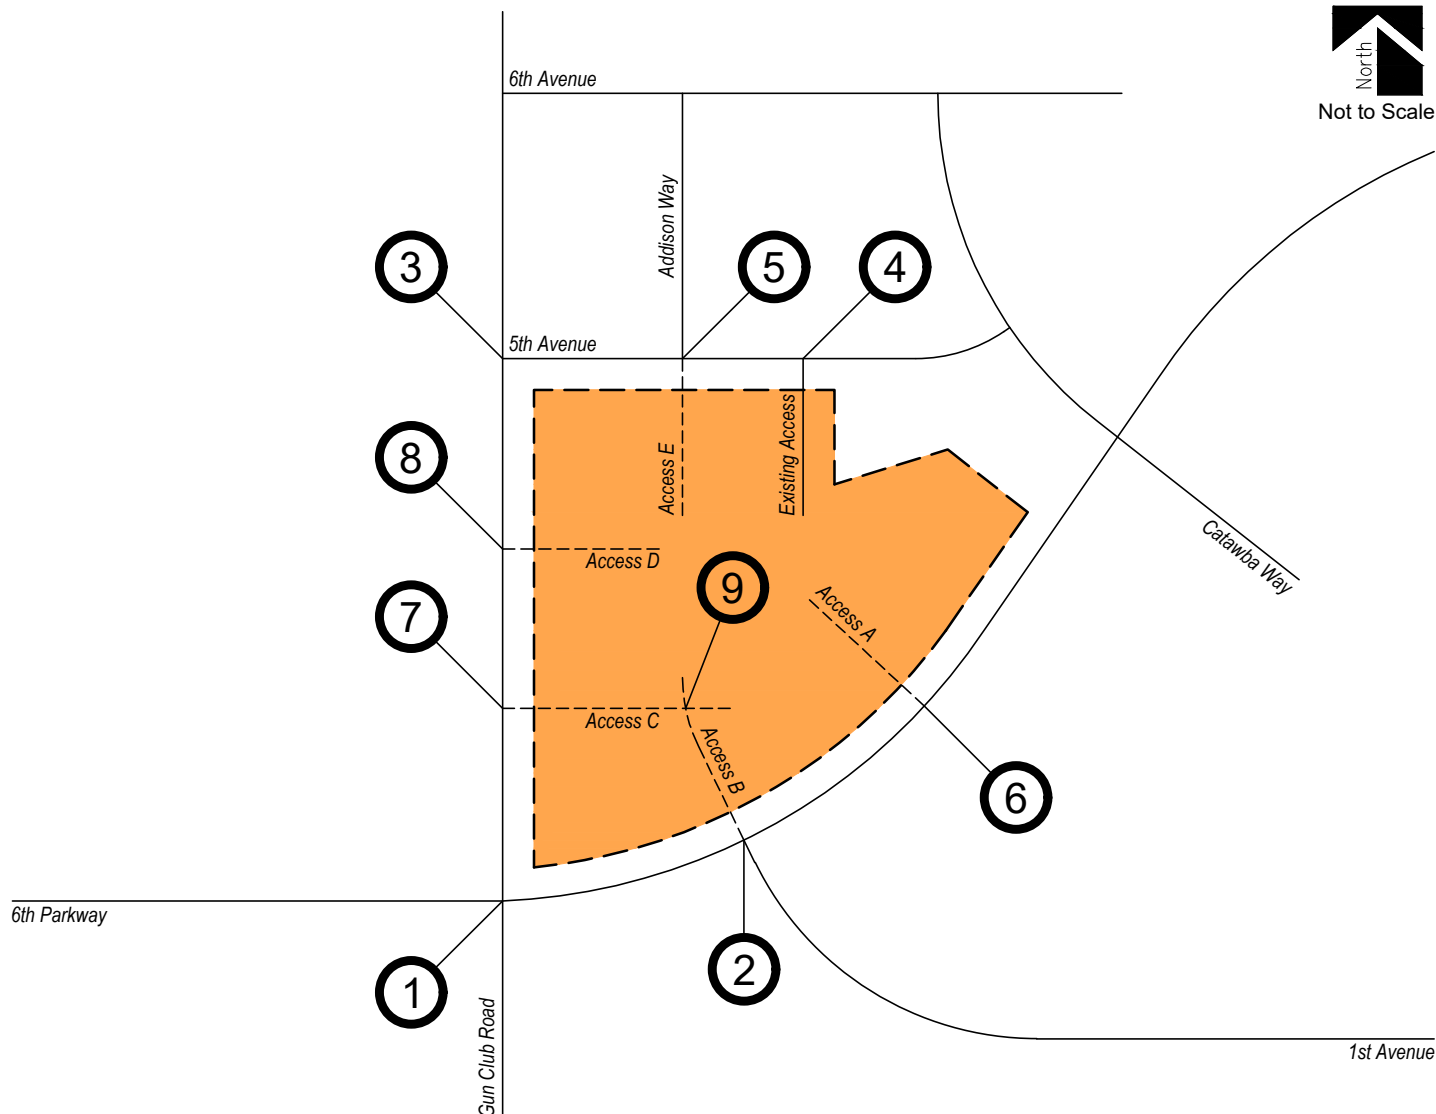 North
Not to Scale
6th Avenue
Addison Way
3
5
4
5th Avenue
8
Access E
Existing Access
Access D
Catawba Way
7
9
Access A
Access C
Access B
6
6th Parkway
1
2
Gun Club Road
1st Avenue